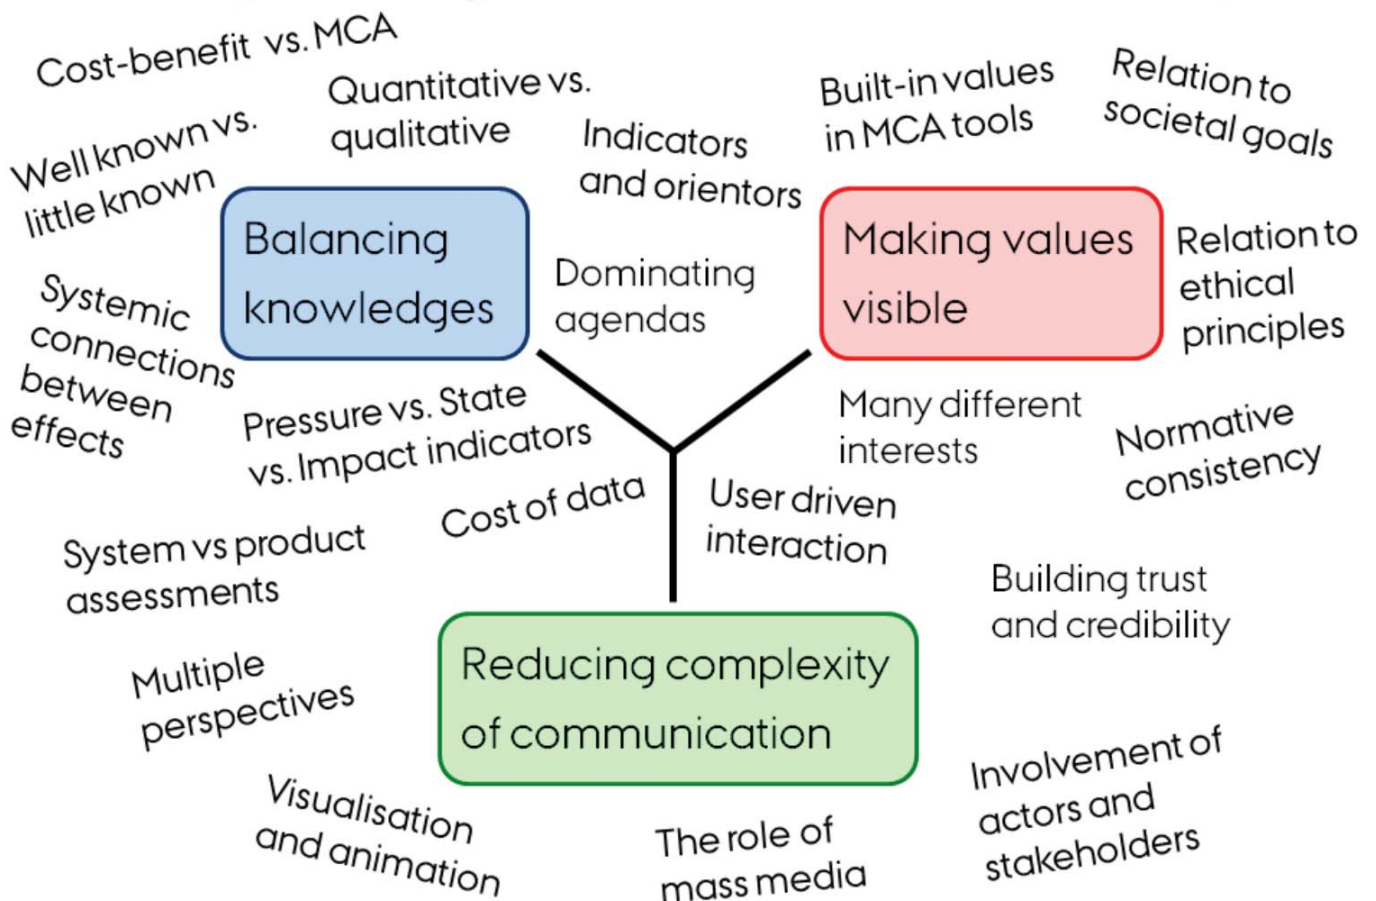 Cost-benefit vs. MCA
Quantitative vs.
qualitative
Well known vs.
little known
Indicators
and orientors
Built-in values
in MCA tools
Relation to
societal goals
Balancing
knowledges
Dominating
agendas
Making values
visible
Relation to
ethical
principles
Systemic
connections
between
effects
Pressure vs. State
vs. Impact indicators
Many different
interests
Normative
consistency
Cost of data
User driven
interaction
System vs product
assessments
Building trust
and credibility
Multiple
perspectives
Reducing complexity
of communication
Visualisation
and animation
The role of
mass media
Involvement of
actors and
stakeholders